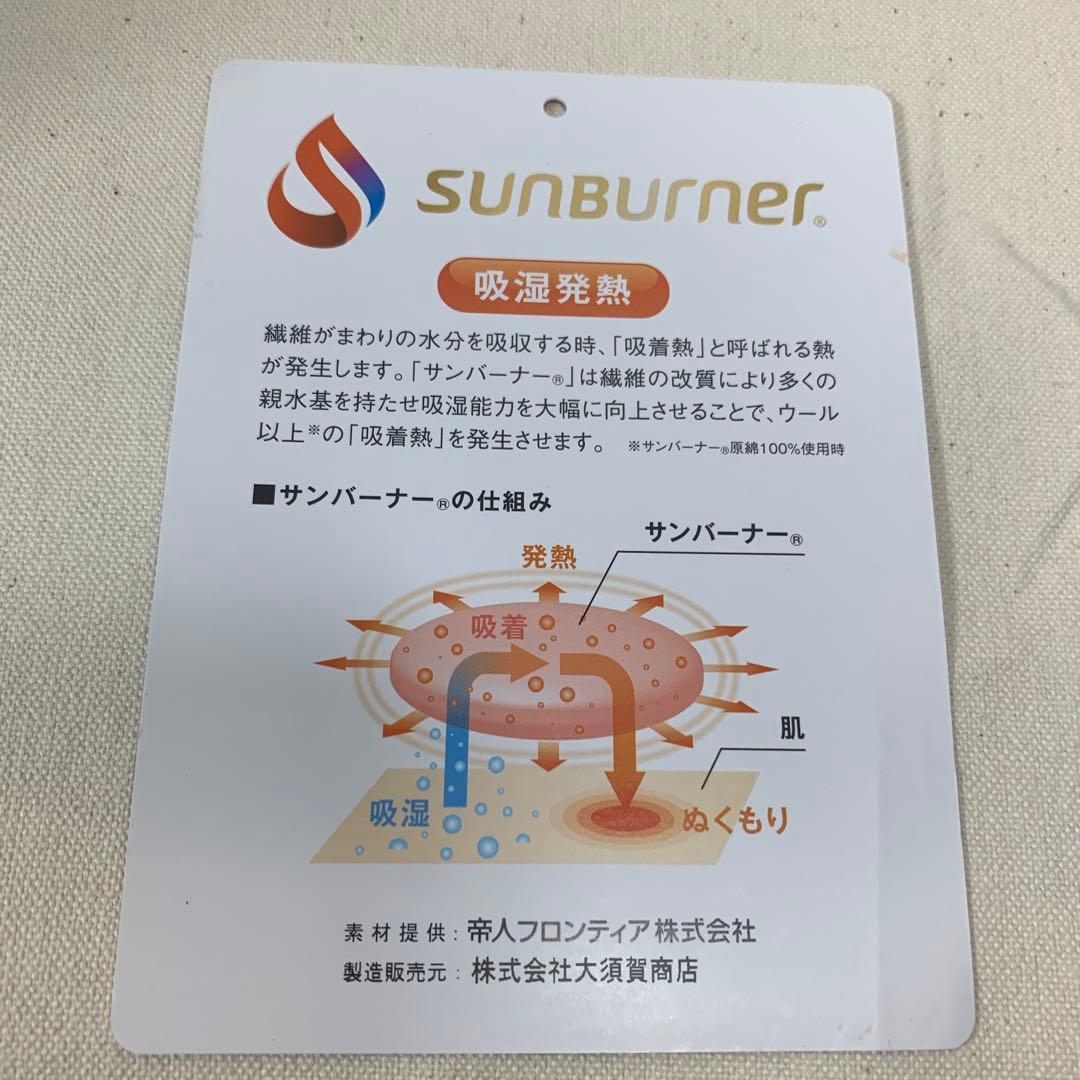 SUNBURNER®
吸湿発熱
繊維がまわりの水分を吸収する時、「吸着熱」と呼ばれる熱
が発生します。「サンバーナー®」は繊維の改質により多くの
親水基を持たせ吸湿能力を大幅に向上させることで、ウール
以上※の「吸着熱」を発生させます。 ※サンバーナー®原綿100%使用時
■サンバーナー®の仕組み
サンバーナー®
発熱
吸着
肌
吸湿
ぬくもり
素材提供：帝人フロンティア株式会社
製造販売元：株式会社大須賀商店